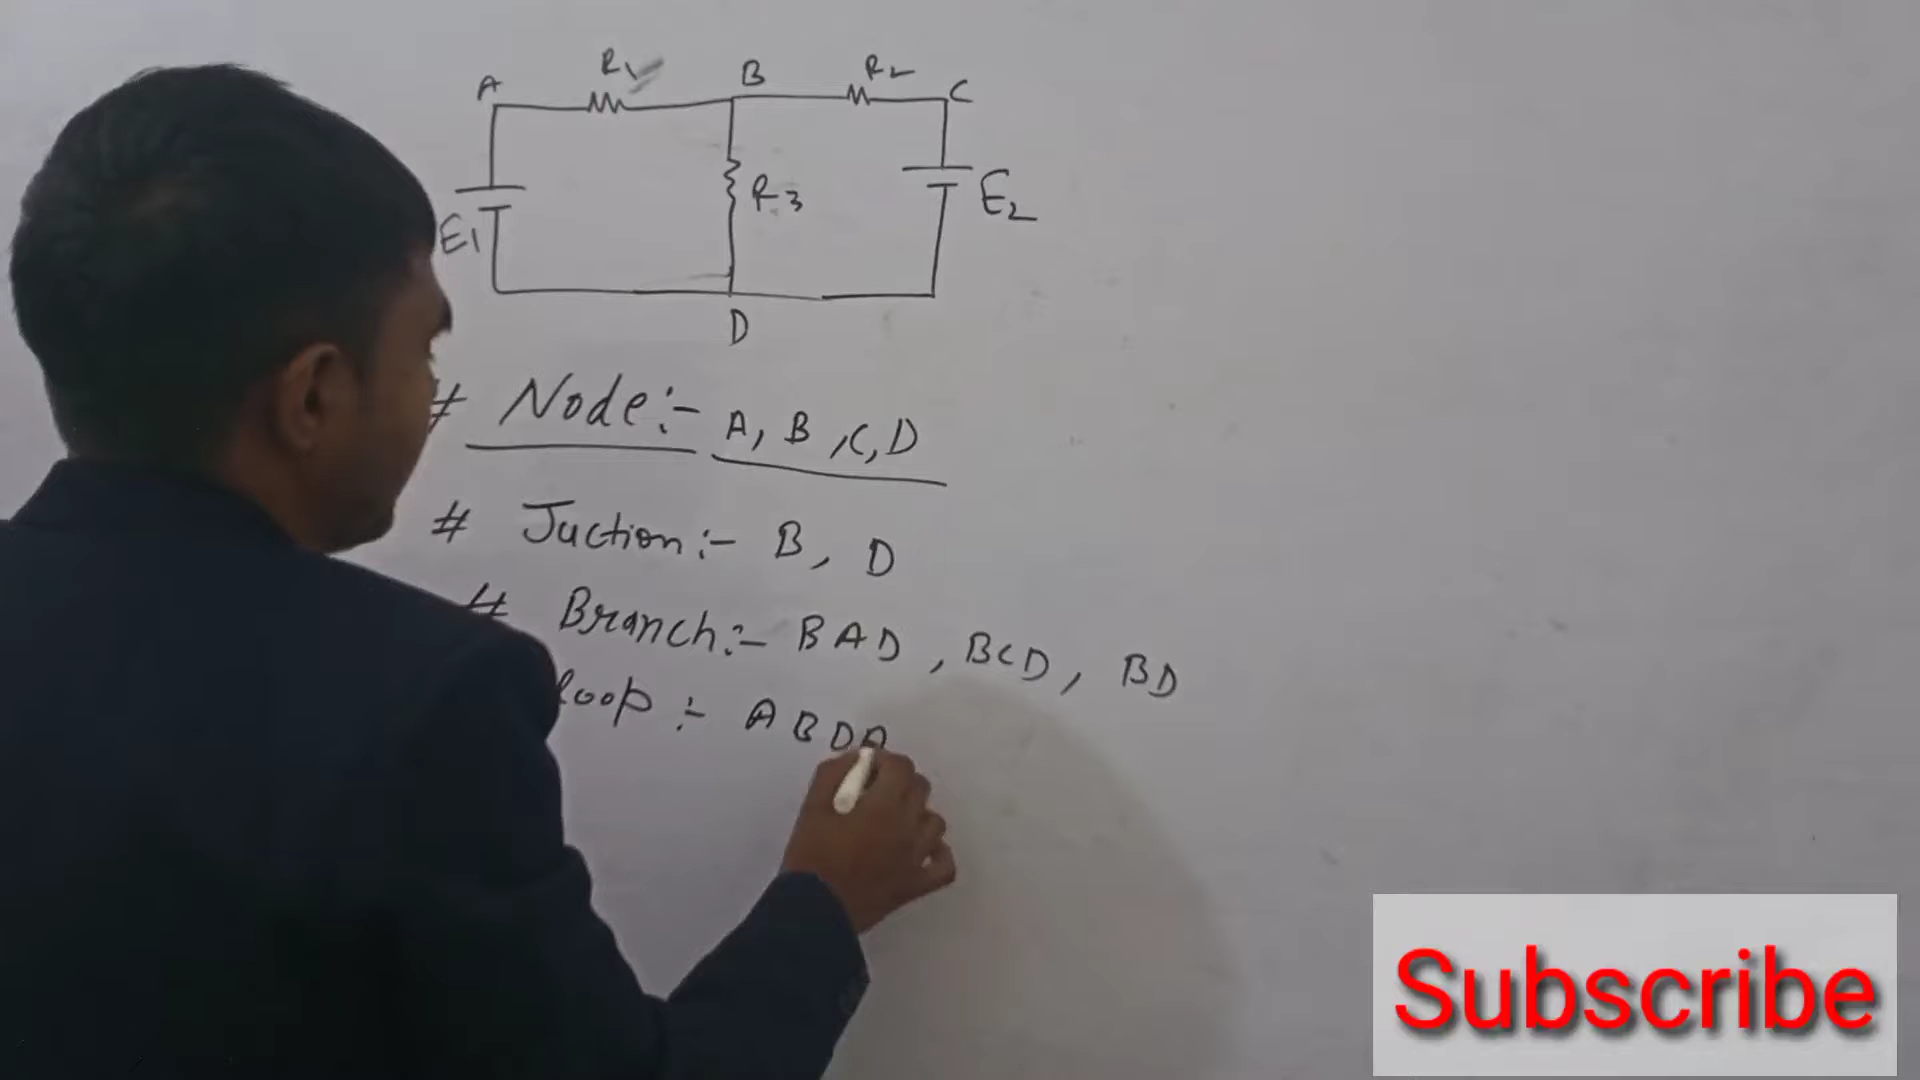 A R1 B R2 C
E1 R3 E2
D
# Node:- A, B, C, D
# Juction:- B, D
# Branch:- BAD, BCD, BD
loop :- ABDA
Subscribe